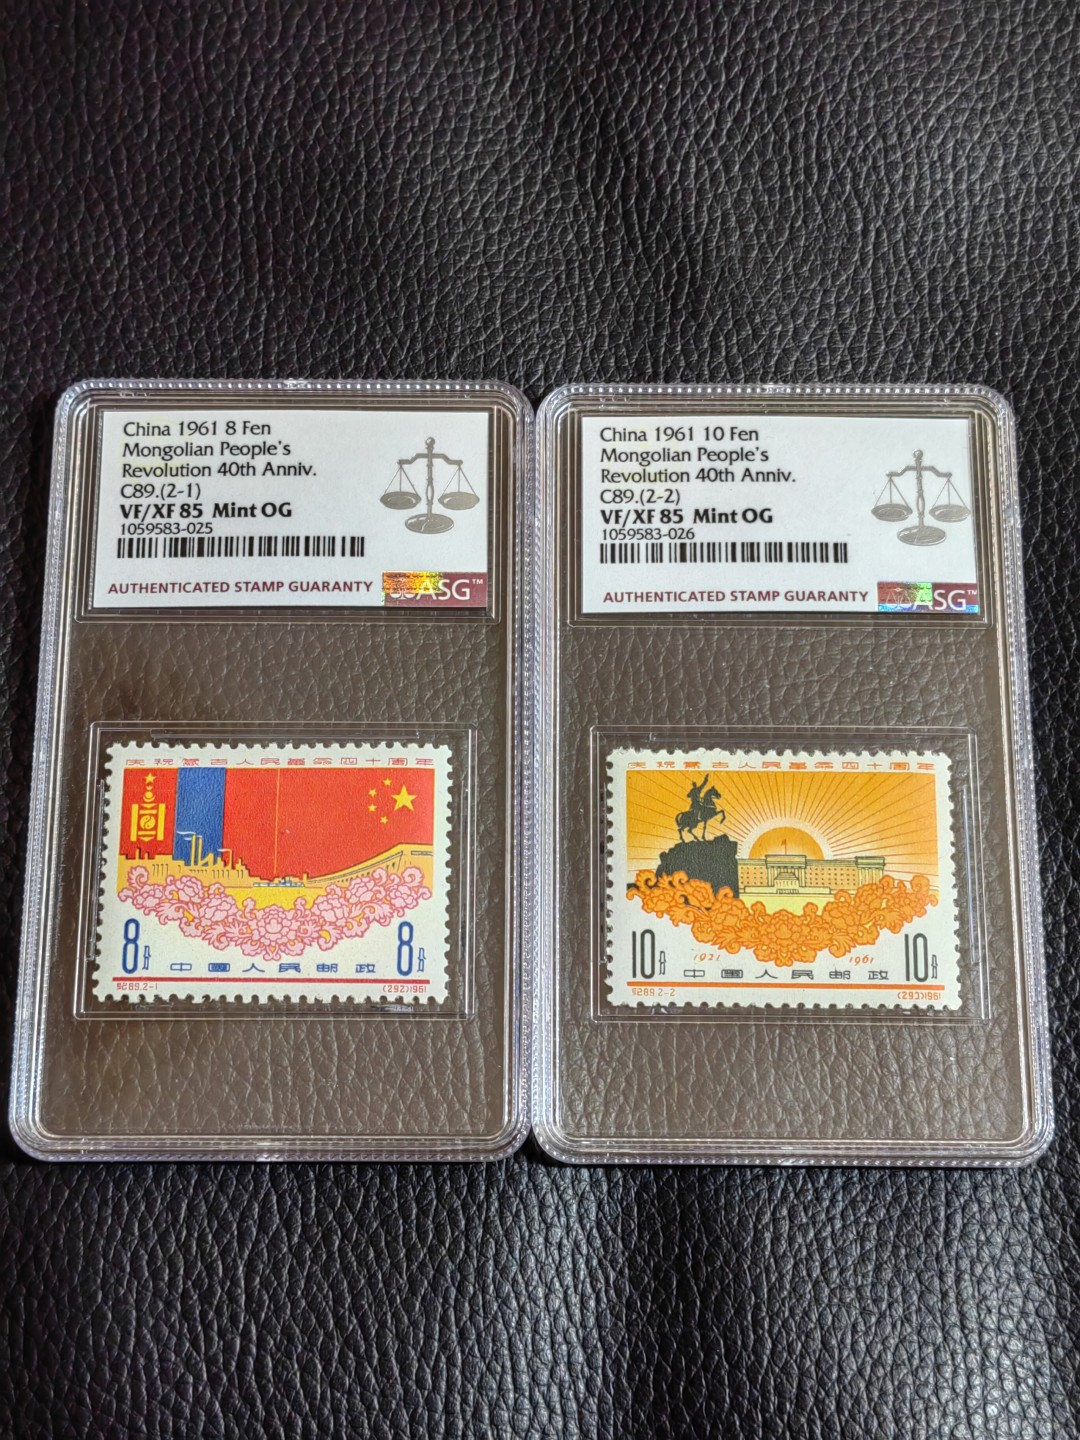 China 1961 8 Fen
Mongolian People's
Revolution 40th Anniv.
C89.(2-1)
VF/XF 85 Mint OG
1059583-025
AUTHENTICATED STAMP GUARANTY
ASG™
庆祝蒙古人民革命四十周年
8分
8分
中国人民邮政
纪89.2-1
(292)1961
China 1961 10 Fen
Mongolian People's
Revolution 40th Anniv.
C89.(2-2)
VF/XF 85 Mint OG
1059583-026
AUTHENTICATED STAMP GUARANTY
ASG™
庆祝蒙古人民革命四十周年
1921
1961
10分
10分
中国人民邮政
纪89.2-2
(293)1961